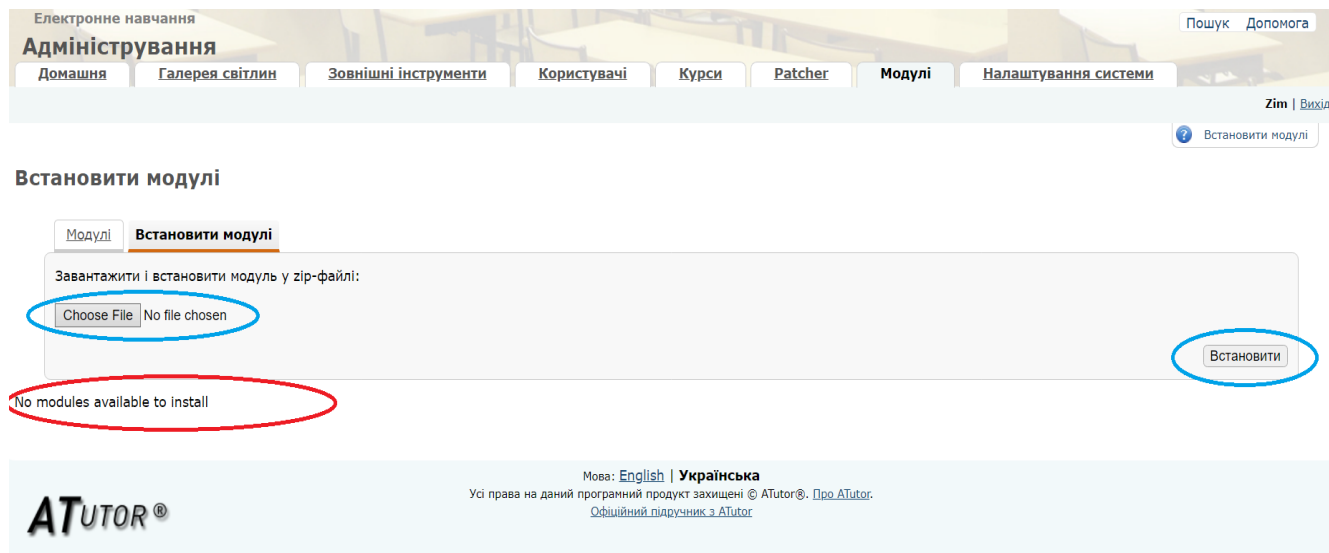 Електронне навчання
Пошук Допомога
Адміністрування
Домашня Галерея світлин Зовнішні інструменти Користувачі Курси Patcher Модулі Налаштування системи
Zim | Вихід
Встановити модулі
Встановити модулі
Модулі Встановити модулі
Завантажити і встановити модуль у zip-файлі:
Choose File No file chosen
Встановити
No modules available to install
Мова: English | Українська
Усі права на даний програмний продукт захищені © ATutor®. Про ATutor.
Офіційний підручник з ATutor
ATUTOR ®